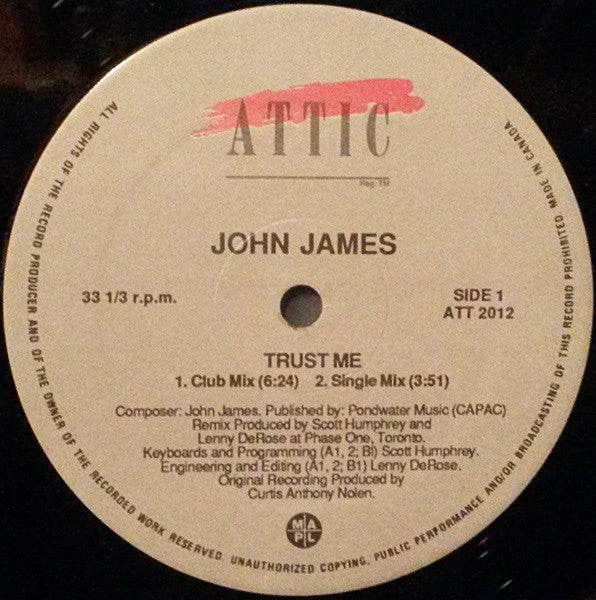 ATTIC
Reg. TM
JOHN JAMES
33 1/3 r.p.m.
SIDE 1
ATT 2012
TRUST ME
1. Club Mix (6:24) 2. Single Mix (3:51)
Composer: John James. Published by: Pondwater Music (CAPAC)
Remix Produced by Scott Humphrey and
Lenny DeRose at Phase One, Toronto.
Keyboards and Programming (A1, 2; Bl) Scott Humphrey.
Engineering and Editing (A1, 2; B1) Lenny DeRose.
Original Recording Produced by
Curtis Anthony Nolen.
M A
P L
ALL RIGHTS OF THE RECORD PRODUCER AND OF THE OWNER OF THE RECORDED WORK RESERVED. UNAUTHORIZED COPYING, PUBLIC PERFORMANCE AND/OR BROADCASTING OF THIS RECORD PROHIBITED MADE IN CANADA.